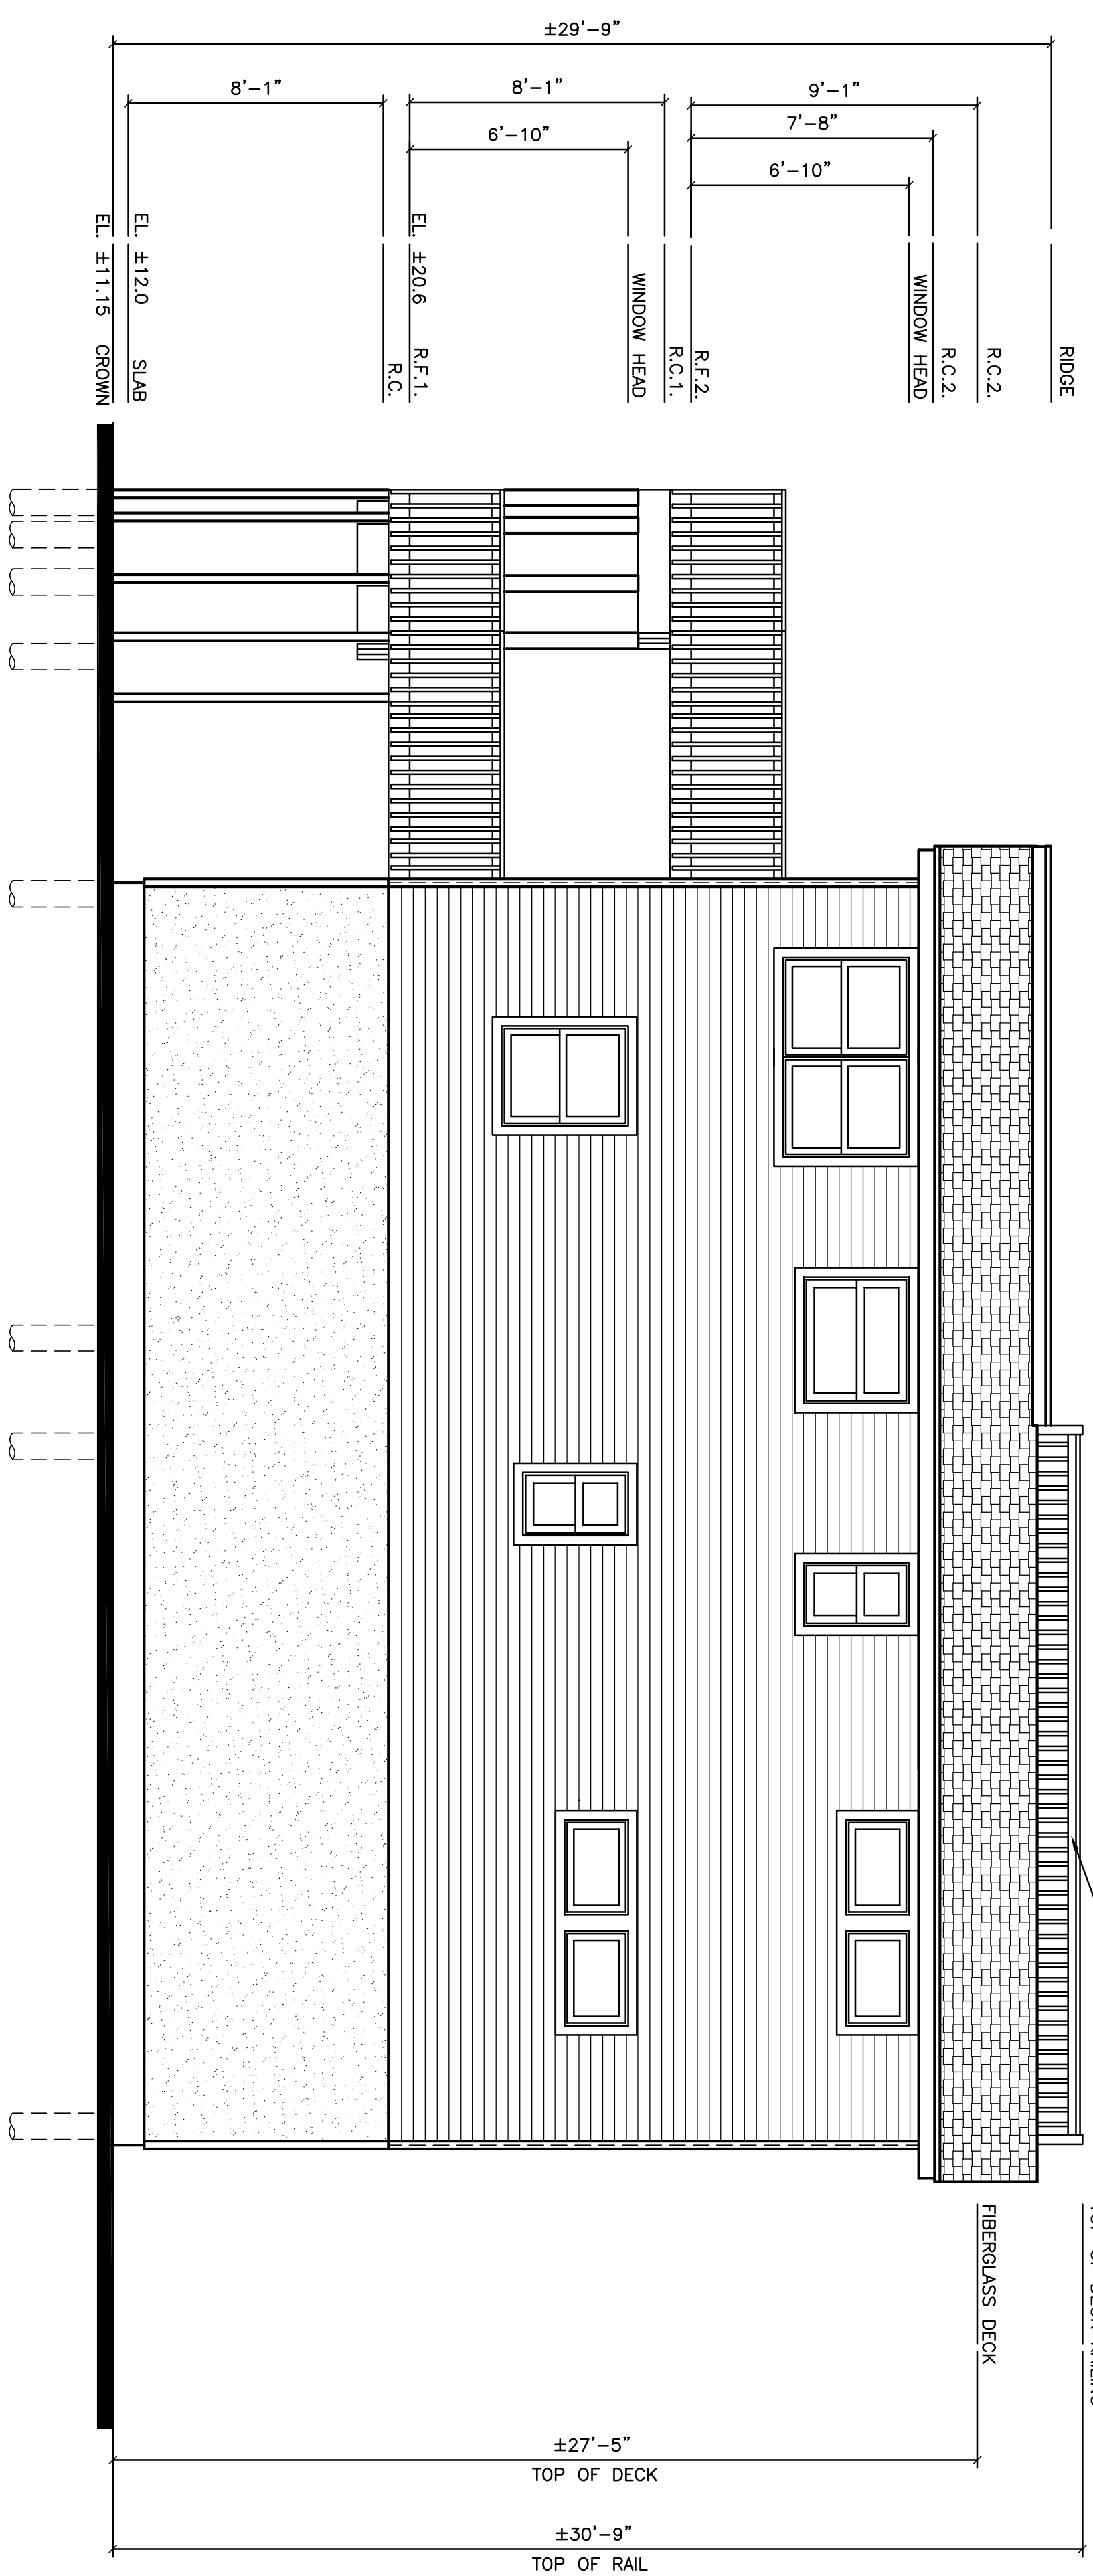 ±29'-9"
8'-1"
8'-1"
6'-10"
9'-1"
7'-8"
6'-10"
RIDGE
R.C.2.
R.C.2.
WINDOW HEAD
R.F.2.
R.C.1.
WINDOW HEAD
EL. ±20.6 R.F.1.
R.C.
EL. ±12.0 SLAB
EL. ±11.15 CROWN
FIBERGLASS DECK
±27'-5"
TOP OF DECK
±30'-9"
TOP OF RAIL